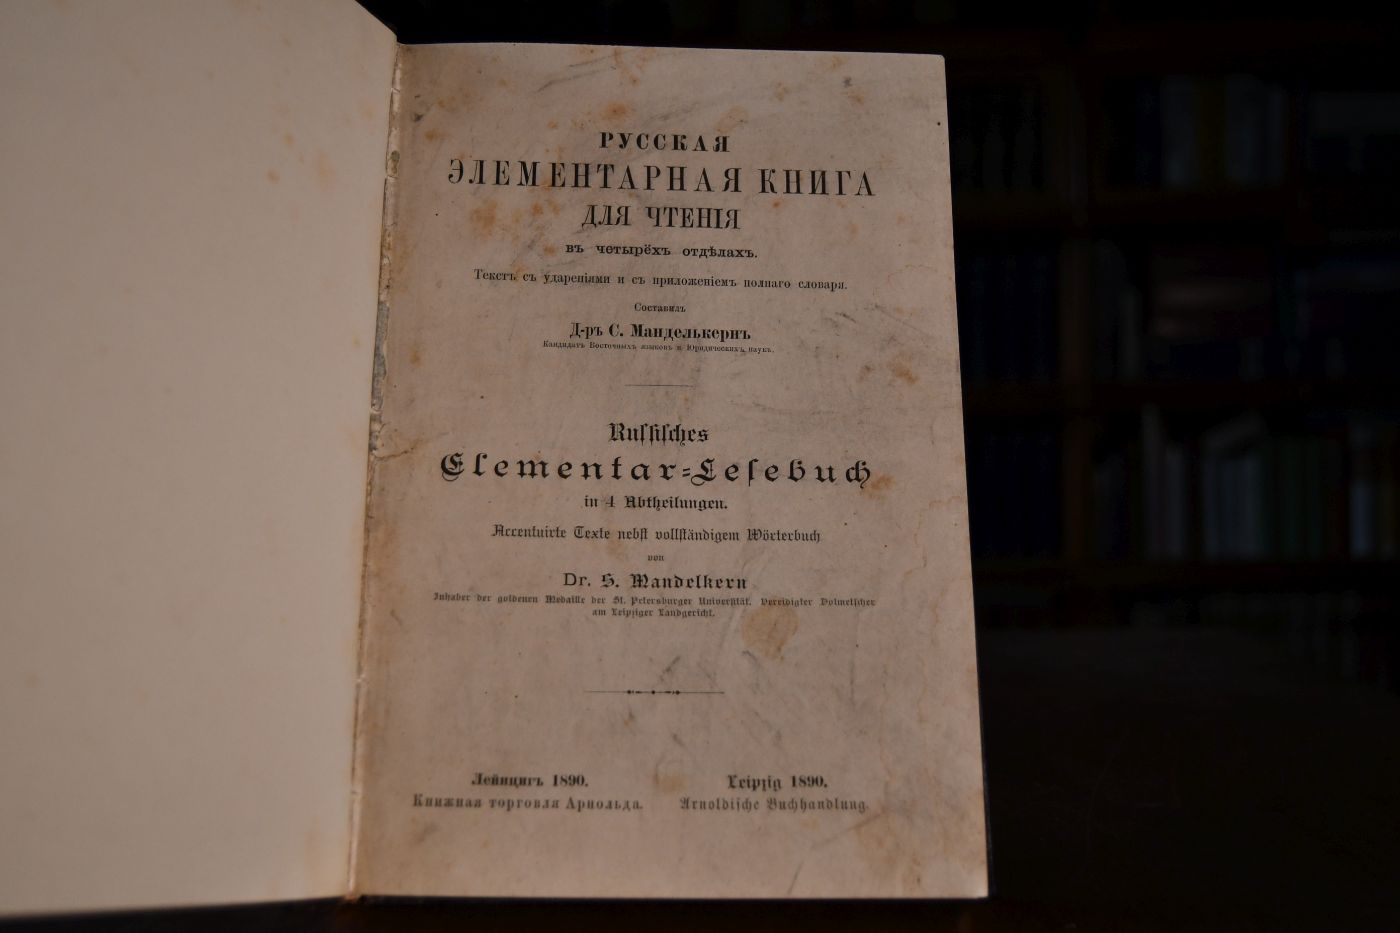 РУССКАЯ
ЭЛЕМЕНТАРНАЯ КНИГА
ДЛЯ ЧТЕНІЯ
въ четырёхъ отдѣлахъ.
Текстъ съ удареніями и съ приложеніемъ полнаго словаря.
Составилъ
Д-ръ С. Манделькернъ
Кандидатъ Восточныхъ языковъ и Юридическихъ наукъ.
Ruſſiſches
Elementar-Leſebuch
in 4 Abtheilungen.
Accentuirte Texte nebſt vollſtändigem Wörterbuch
von
Dr. S. Mandelkern
Inhaber der goldenen Medaille der St. Petersburger Univerſität. Vereidigter Dolmetſcher
am Leipziger Landgericht.
Лейпцигъ 1890.
Книжная торговля Арнольда.
Leipzig 1890.
Arnoldiſche Buchhandlung.